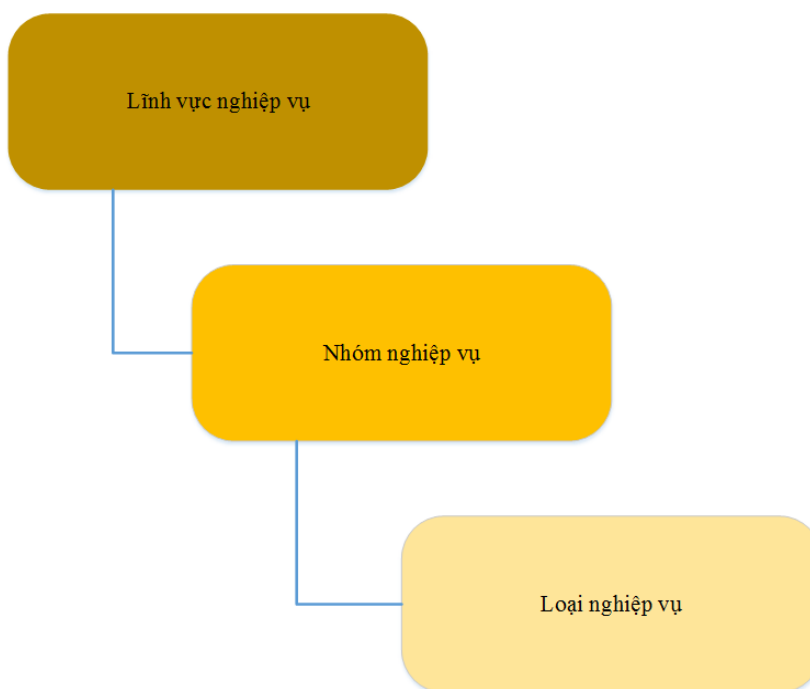 Lĩnh vực nghiệp vụ
Nhóm nghiệp vụ
Loại nghiệp vụ